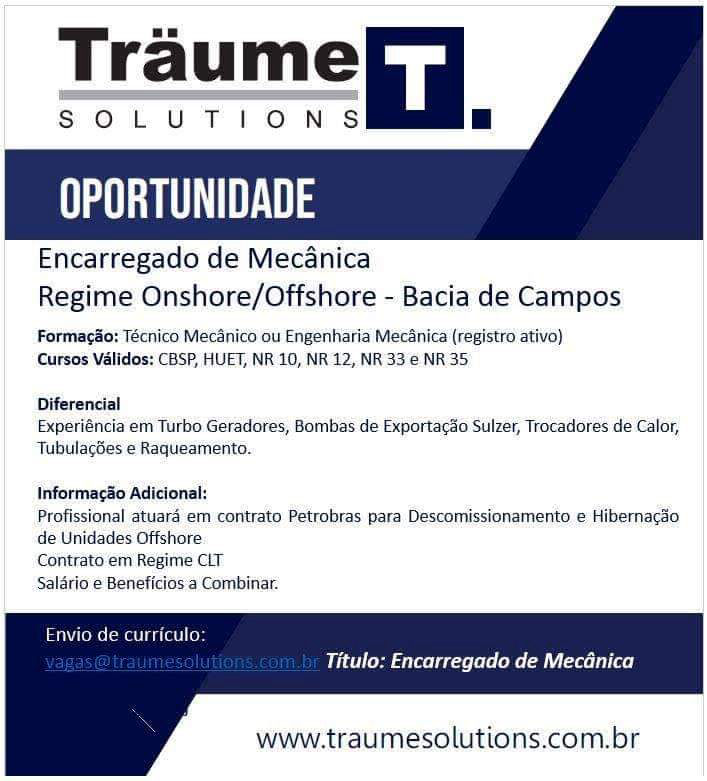 Träume
SOLUTIONS
T.
OPORTUNIDADE
Encarregado de Mecânica
Regime Onshore/Offshore - Bacia de Campos
Formação: Técnico Mecânico ou Engenharia Mecânica (registro ativo)
Cursos Válidos: CBSP, HUET, NR 10, NR 12, NR 33 e NR 35
Diferencial
Experiência em Turbo Geradores, Bombas de Exportação Sulzer, Trocadores de Calor,
Tubulações e Raqueamento.
Informação Adicional:
Profissional atuará em contrato Petrobras para Descomissionamento e Hibernação
de Unidades Offshore
Contrato em Regime CLT
Salário e Benefícios a Combinar.
Envio de currículo:
vagas@traumesolutions.com.br Título: Encarregado de Mecânica
www.traumesolutions.com.br